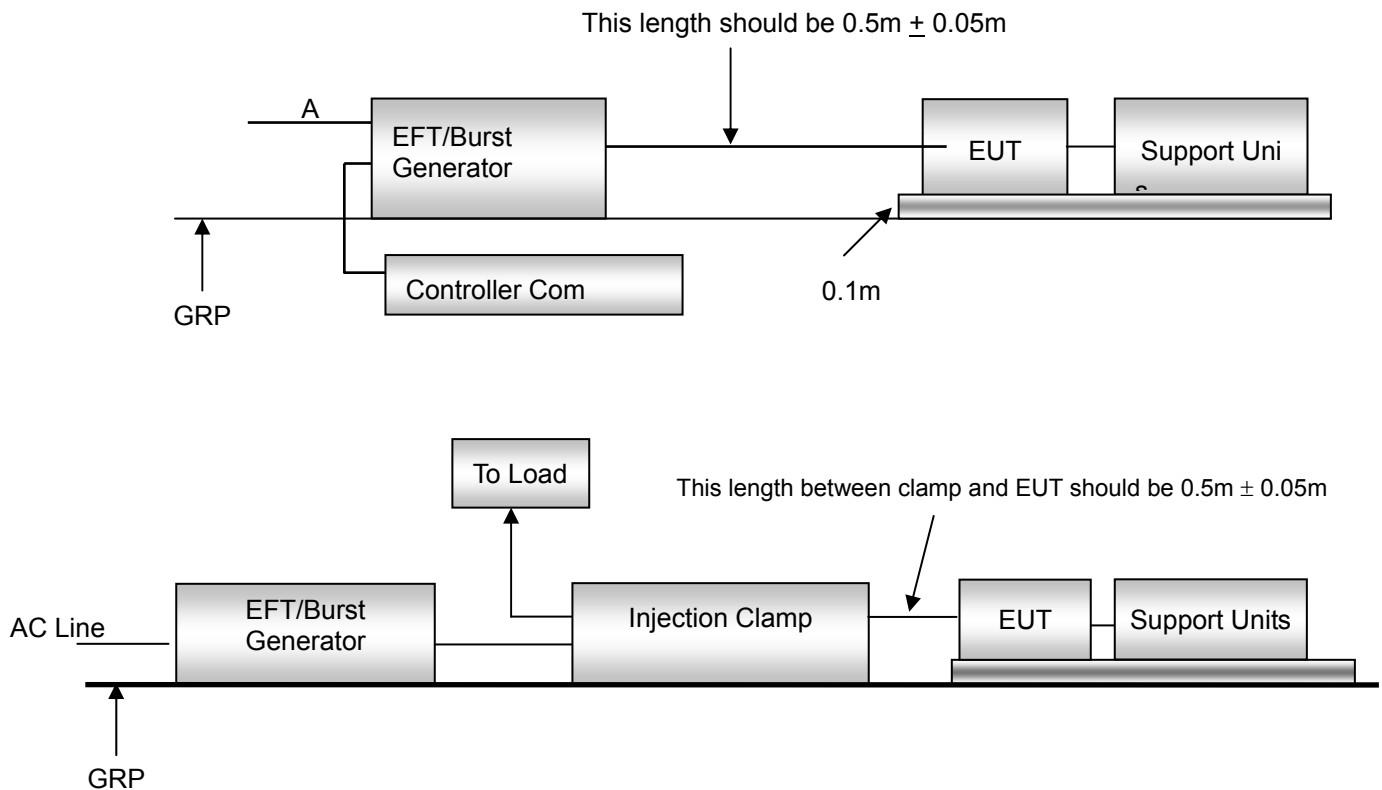 This length should be 0.5m ± 0.05m
A
EFT/Burst
Generator
EUT
Support Uni
s
Controller Com
0.1m
GRP
To Load
This length between clamp and EUT should be 0.5m ± 0.05m
AC Line
EFT/Burst
Generator
Injection Clamp
EUT
Support Units
GRP